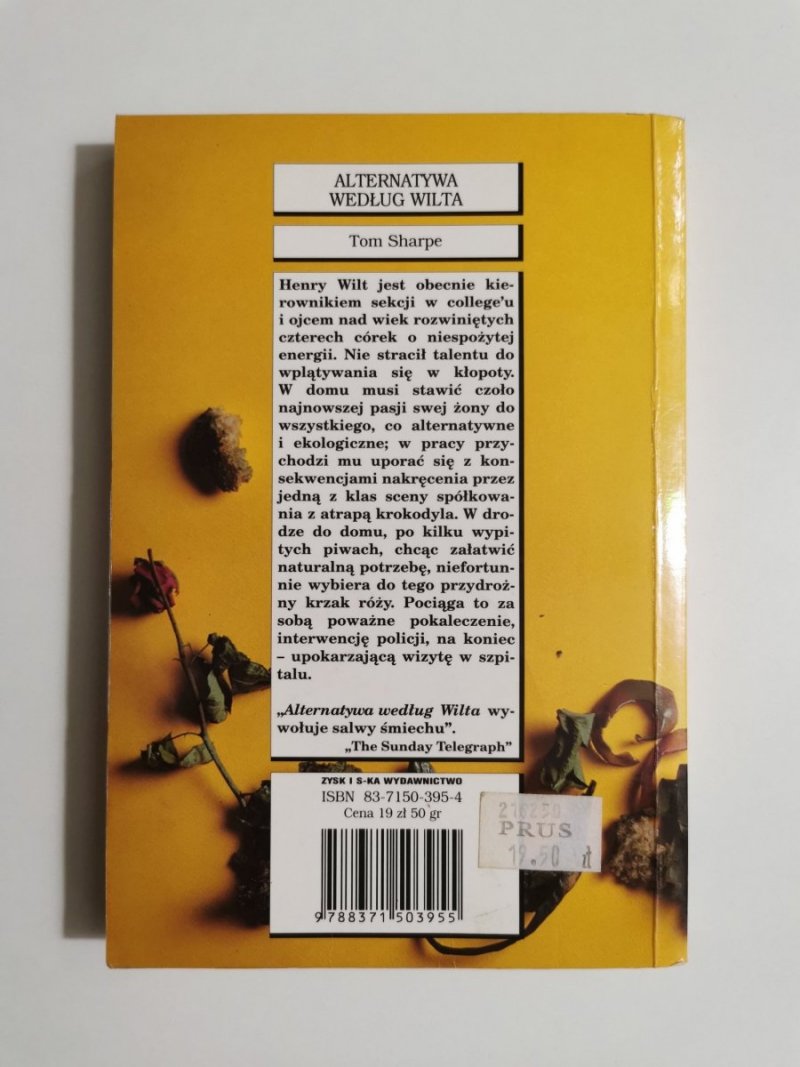 ALTERNATYWA
WEDŁUG WILTA
Tom Sharpe
Henry Wilt jest obecnie kie-
rownikiem sekcji w college'u
i ojcem nad wiek rozwiniętych
czterech córek o niespożytej
energii. Nie stracił talentu do
wplątywania się w kłopoty.
W domu musi stawić czoło
najnowszej pasji swej żony do
wszystkiego, co alternatywne
i ekologiczne; w pracy przy-
chodzi mu uporać się z kon-
sekwencjami nakręcenia przez
jedną z klas sceny spółkowa-
nia z atrapą krokodyla. W dro-
dze do domu, po kilku wypi-
tych piwach, chcąc załatwić
naturalną potrzebę, niefortun-
nie wybiera do tego przydroż-
ny krzak róży. Pociąga to za
sobą poważne pokaleczenie,
interwencję policji, na koniec
– upokarzającą wizytę w szpi-
talu.
„Alternatywa według Wilta wy-
wołuje salwy śmiechu”.
„The Sunday Telegraph”
ZYSK I S-KA WYDAWNICTWO
ISBN 83-7150-395-4
Cena 19 zł 50 gr
PRUS
19.50 zł
9 788371 503955